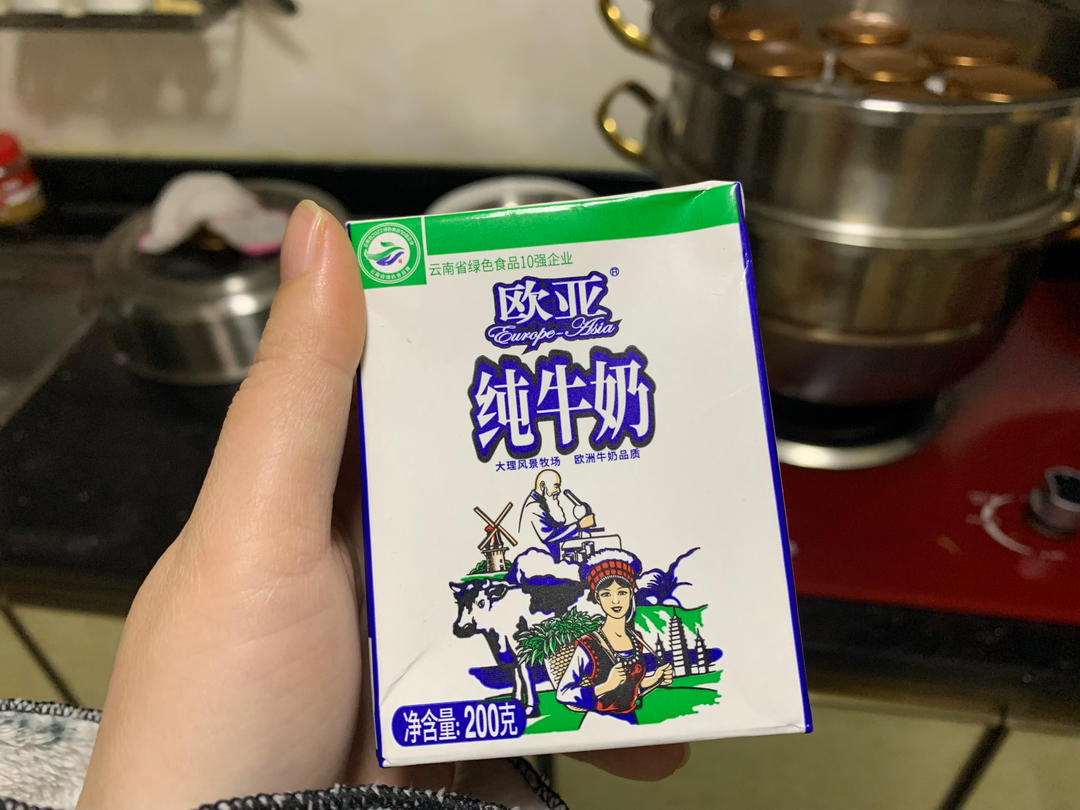 云南省绿色食品10强企业
欧亚®
Europe-Asia
纯牛奶
大理风景牧场 欧洲牛奶品质
净含量: 200克